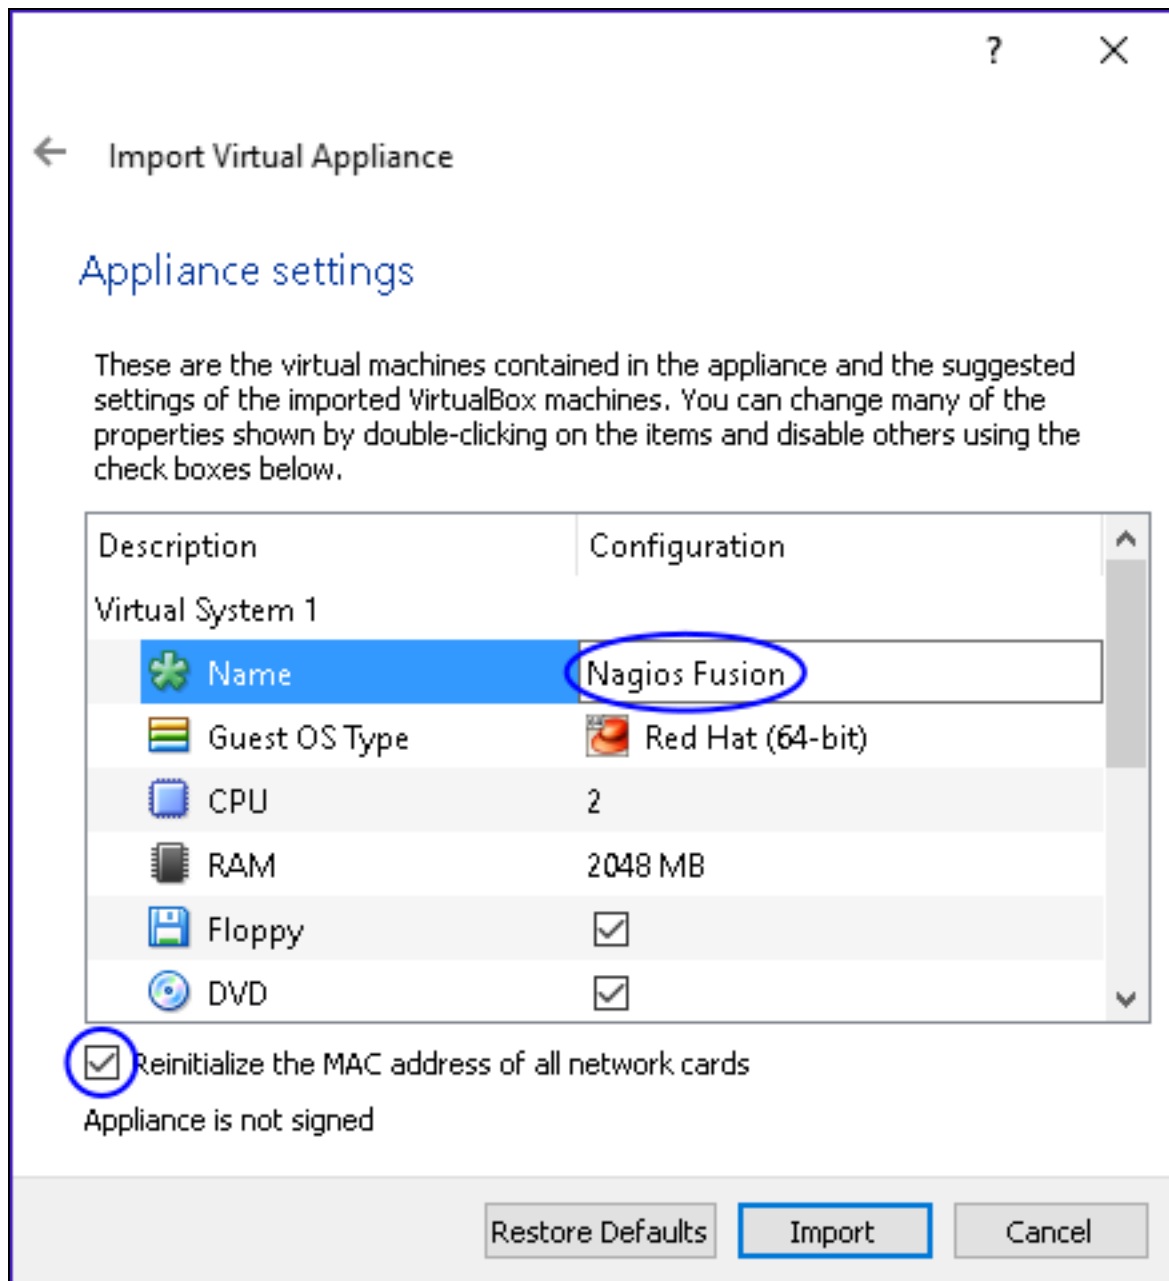 ?
Import Virtual Appliance
Appliance settings
These are the virtual machines contained in the appliance and the suggested
settings of the imported VirtualBox machines. You can change many of the
properties shown by double-clicking on the items and disable others using the
check boxes below.
Description Configuration
Virtual System 1
Name Nagios Fusion
Guest OS Type Red Hat (64-bit)
CPU 2
RAM 2048 MB
Floppy
DVD
Reinitialize the MAC address of all network cards
Appliance is not signed
Restore Defaults Import Cancel